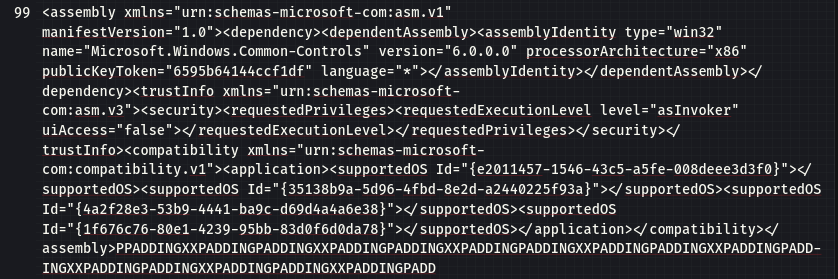 99 <assembly xmlns="urn:schemas-microsoft-com:asm.v1"
manifestVersion="1.0"><dependency><dependentAssembly><assemblyIdentity type="win32"
name="Microsoft.Windows.Common-Controls" version="6.0.0.0" processorArchitecture="x86"
publicKeyToken="6595b64144ccf1df" language="*"></assemblyIdentity></dependentAssembly></
dependency><trustInfo xmlns="urn:schemas-microsoft-
com:asm.v3"><security><requestedPrivileges><requestedExecutionLevel level="asInvoker"
uiAccess="false"></requestedExecutionLevel></requestedPrivileges></security></
trustInfo><compatibility xmlns="urn:schemas-microsoft-
com:compatibility.v1"><application><supportedOS Id="{e2011457-1546-43c5-a5fe-008deee3d3f0}"></
supportedOS><supportedOS Id="{35138b9a-5d96-4fbd-8e2d-a2440225f93a}"></supportedOS><supportedOS
Id="{4a2f28e3-53b9-4441-ba9c-d69d4a4a6e38}"></supportedOS><supportedOS
Id="{1f676c76-80e1-4239-95bb-83d0f6d0da78}"></supportedOS></application></compatibility></
assembly>PPADDINGXXPADDINGPADDINGXXPADDINGPADDINGXXPADDINGPADDINGXXPADDINGPADDINGXXPADDINGPADD-
INGXXPADDINGPADDINGXXPADDINGPADDINGXXPADDINGPADD